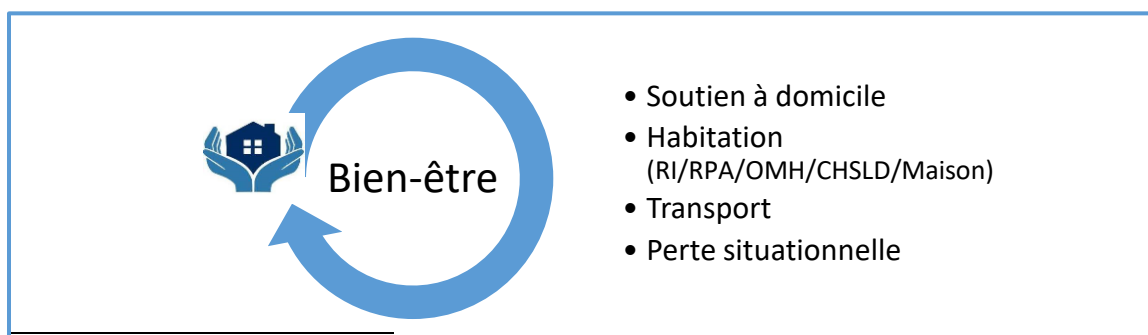 Bien-être
• Soutien à domicile
• Habitation
(RI/RPA/OMH/CHSLD/Maison)
• Transport
• Perte situationnelle